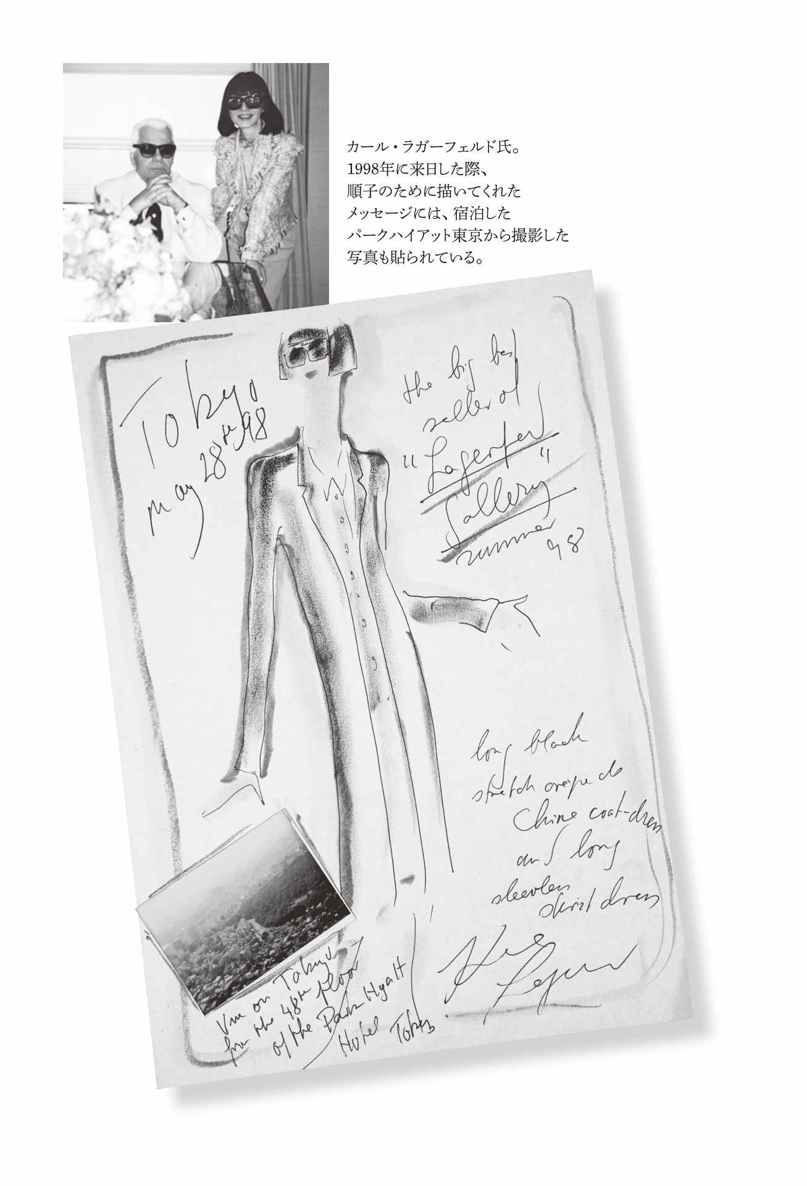 カール・ラガーフェルド氏。
1998年に来日した際、
順子のために描いてくれた
メッセージには、宿泊した
パークハイアット東京から撮影した
写真も貼られている。
Tokyo
May 28th 98
the big best
seller of
"Lagerfeld
Gallery"
summer
98
long black
stretch crêpe de
Chine coat-dress
and long
sleeveless
shirt dress
View on Tokyo
from the 48th floor
of the Park Hyatt
Hotel Tokyo